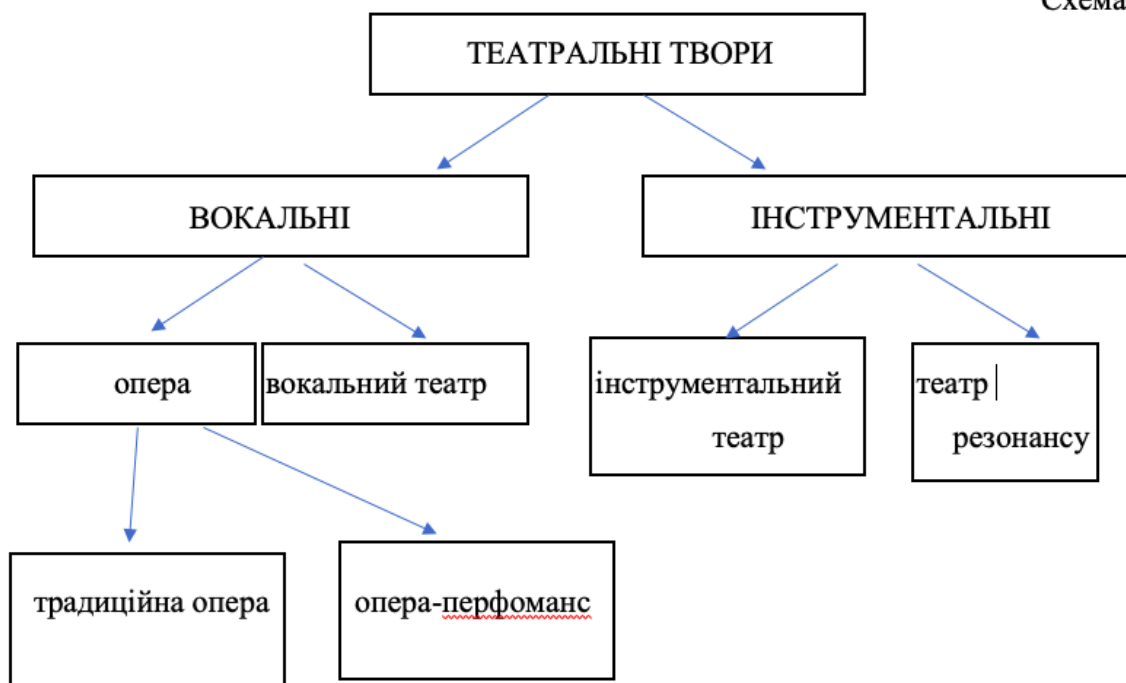 Схема
ТЕАТРАЛЬНІ ТВОРИ
ВОКАЛЬНІ
ІНСТРУМЕНТАЛЬНІ
опера
вокальний театр
інструментальний
театр
театр
резонансу
традиційна опера
опера-перфоманс